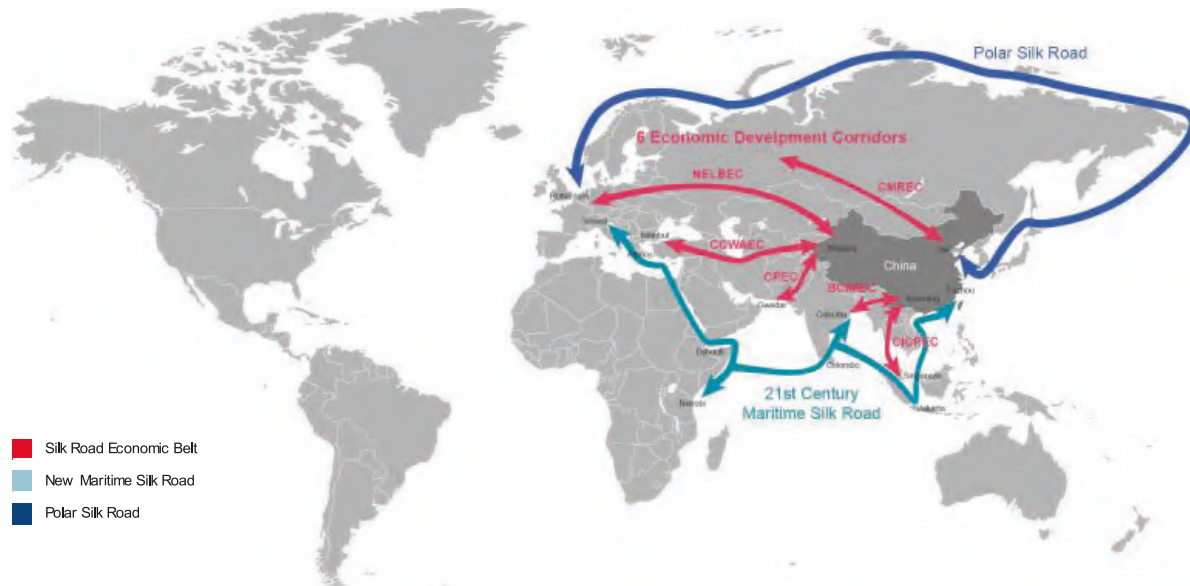 Polar Silk Road
6 Economic Develpment Corridors
NELBEC
CMREC
Rotterdam
Istanbul
CCWAEC
Athens
China
CPEC
BCIMEC
Kunming
Fuzhou
Gwadar
Calcutta
CICPEC
Djibouti
Colombo
Singapore
21st Century
Maritime Silk Road
Nairobi
Jakarta
Silk Road Economic Belt
New Maritime Silk Road
Polar Silk Road